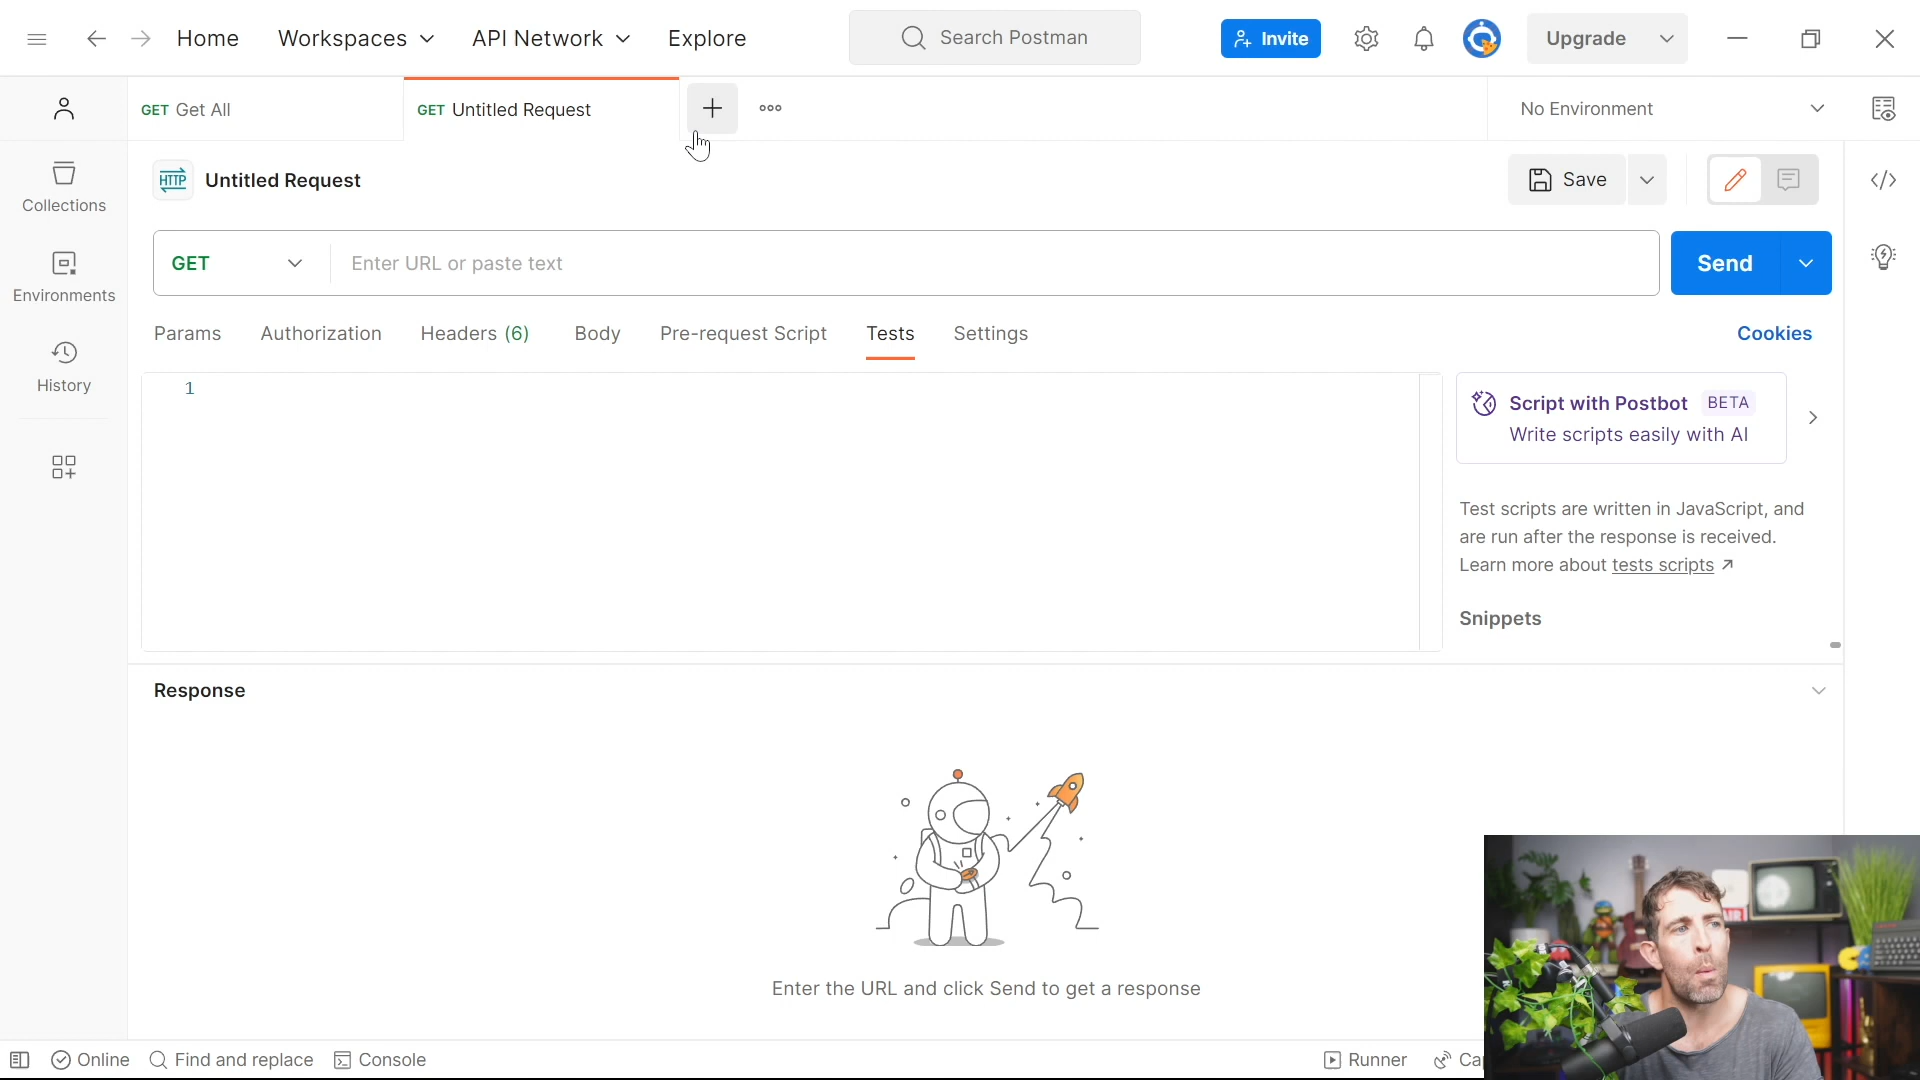 Home Workspaces API Network Explore Search Postman Invite Upgrade
GET Get All GET Untitled Request No Environment
HTTP Untitled Request Save
Collections
Environments
History
GET Enter URL or paste text Send
Params Authorization Headers (6) Body Pre-request Script Tests Settings Cookies
1
Script with Postbot BETA
Write scripts easily with AI
Test scripts are written in JavaScript, and
are run after the response is received.
Learn more about tests scripts
Snippets
Response
Enter the URL and click Send to get a response
Online Find and replace Console Runner